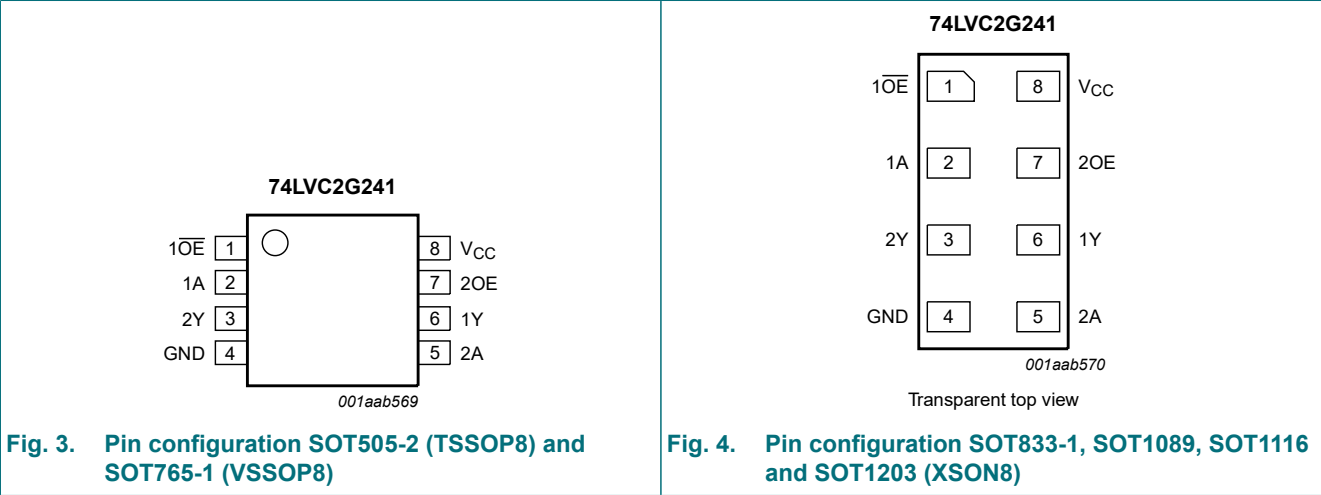 74LVC2G241
1O̅E̅ 1 8 VCC
1A 2 7 2OE
2Y 3 6 1Y
GND 4 5 2A
001aab569
Fig. 3. Pin configuration SOT505-2 (TSSOP8) and
SOT765-1 (VSSOP8)
74LVC2G241
1O̅E̅ 1 8 VCC
1A 2 7 2OE
2Y 3 6 1Y
GND 4 5 2A
001aab570
Transparent top view
Fig. 4. Pin configuration SOT833-1, SOT1089, SOT1116
and SOT1203 (XSON8)